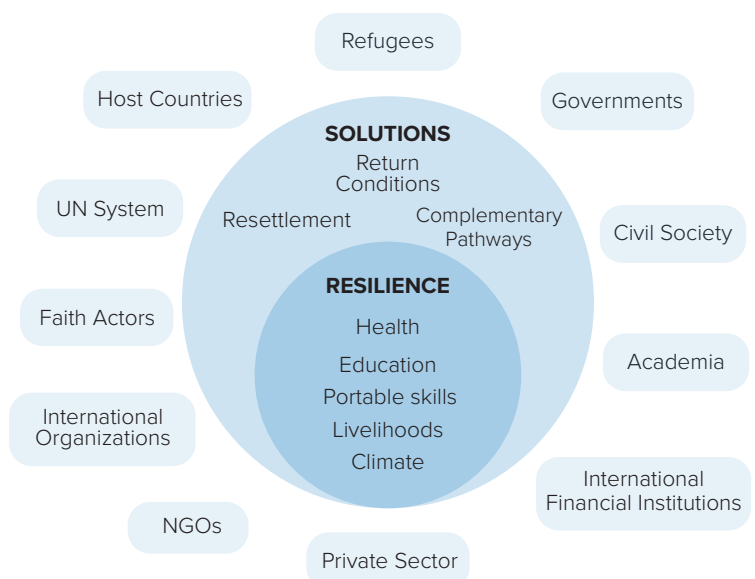 Refugees
Host Countries
Governments
SOLUTIONS
Return
Conditions
Resettlement
Complementary
Pathways
UN System
Civil Society
RESILIENCE
Health
Education
Portable skills
Livelihoods
Climate
Faith Actors
Academia
International
Organizations
International
Financial Institutions
NGOs
Private Sector